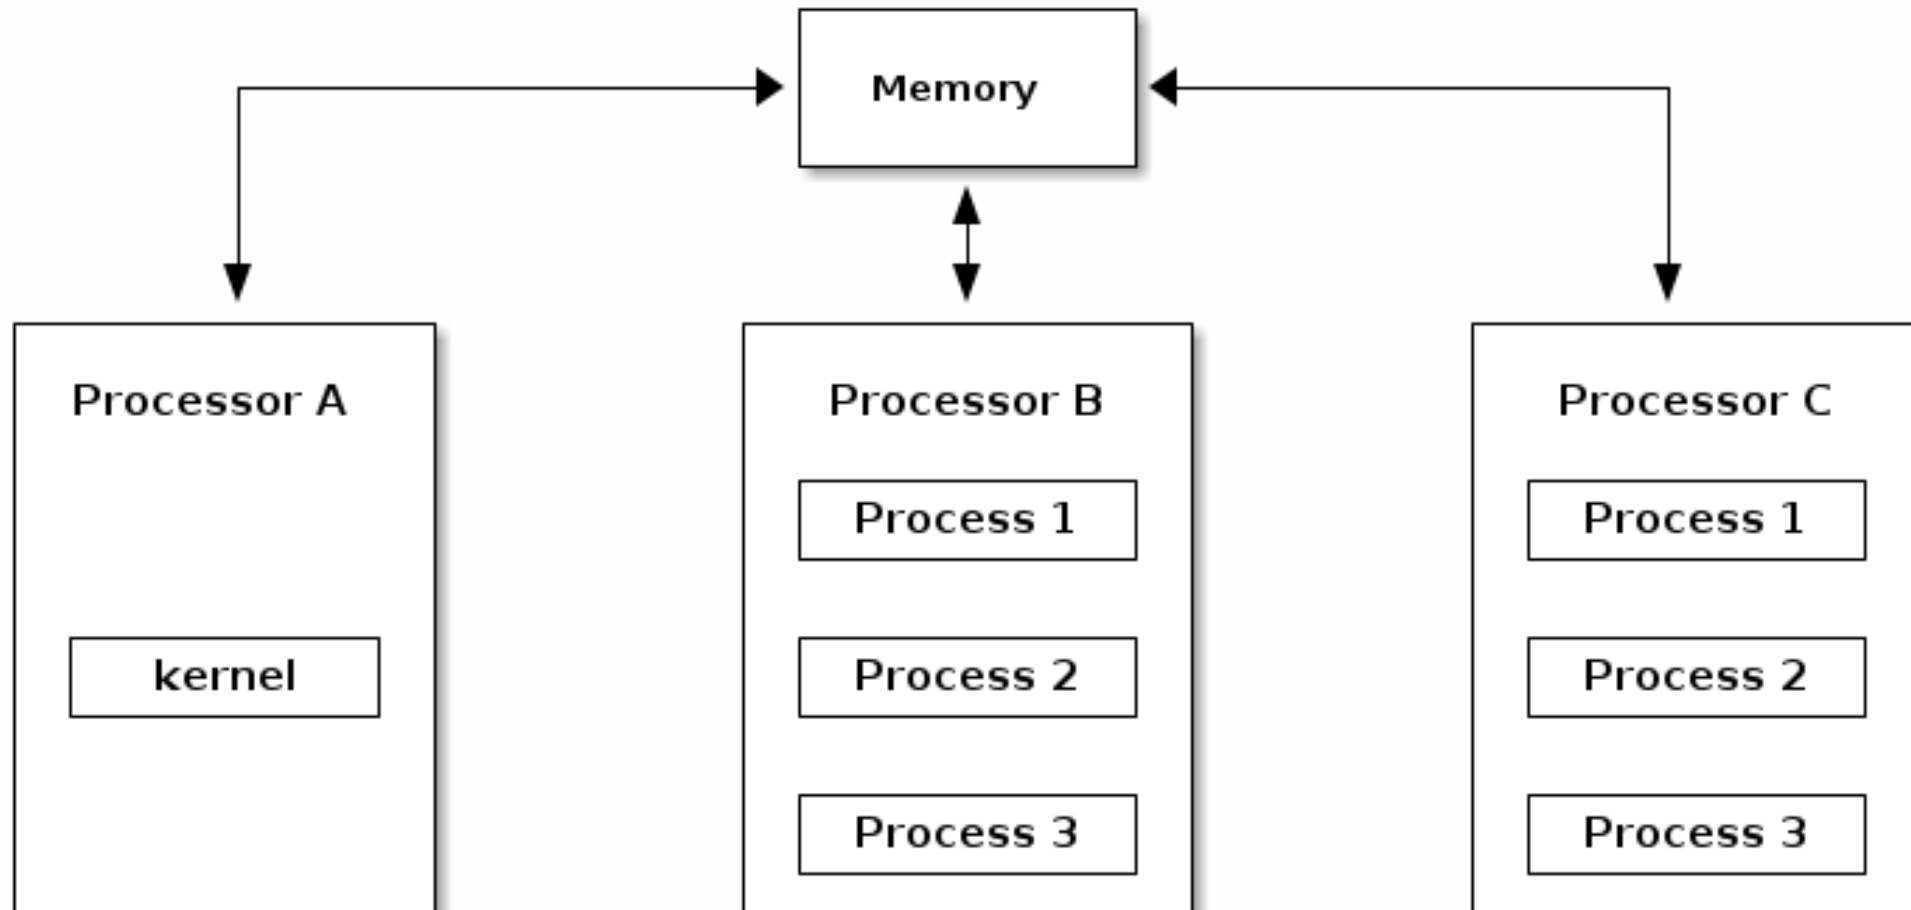 Memory
Processor A
Processor B
Processor C
Process 1
Process 1
kernel
Process 2
Process 2
Process 3
Process 3